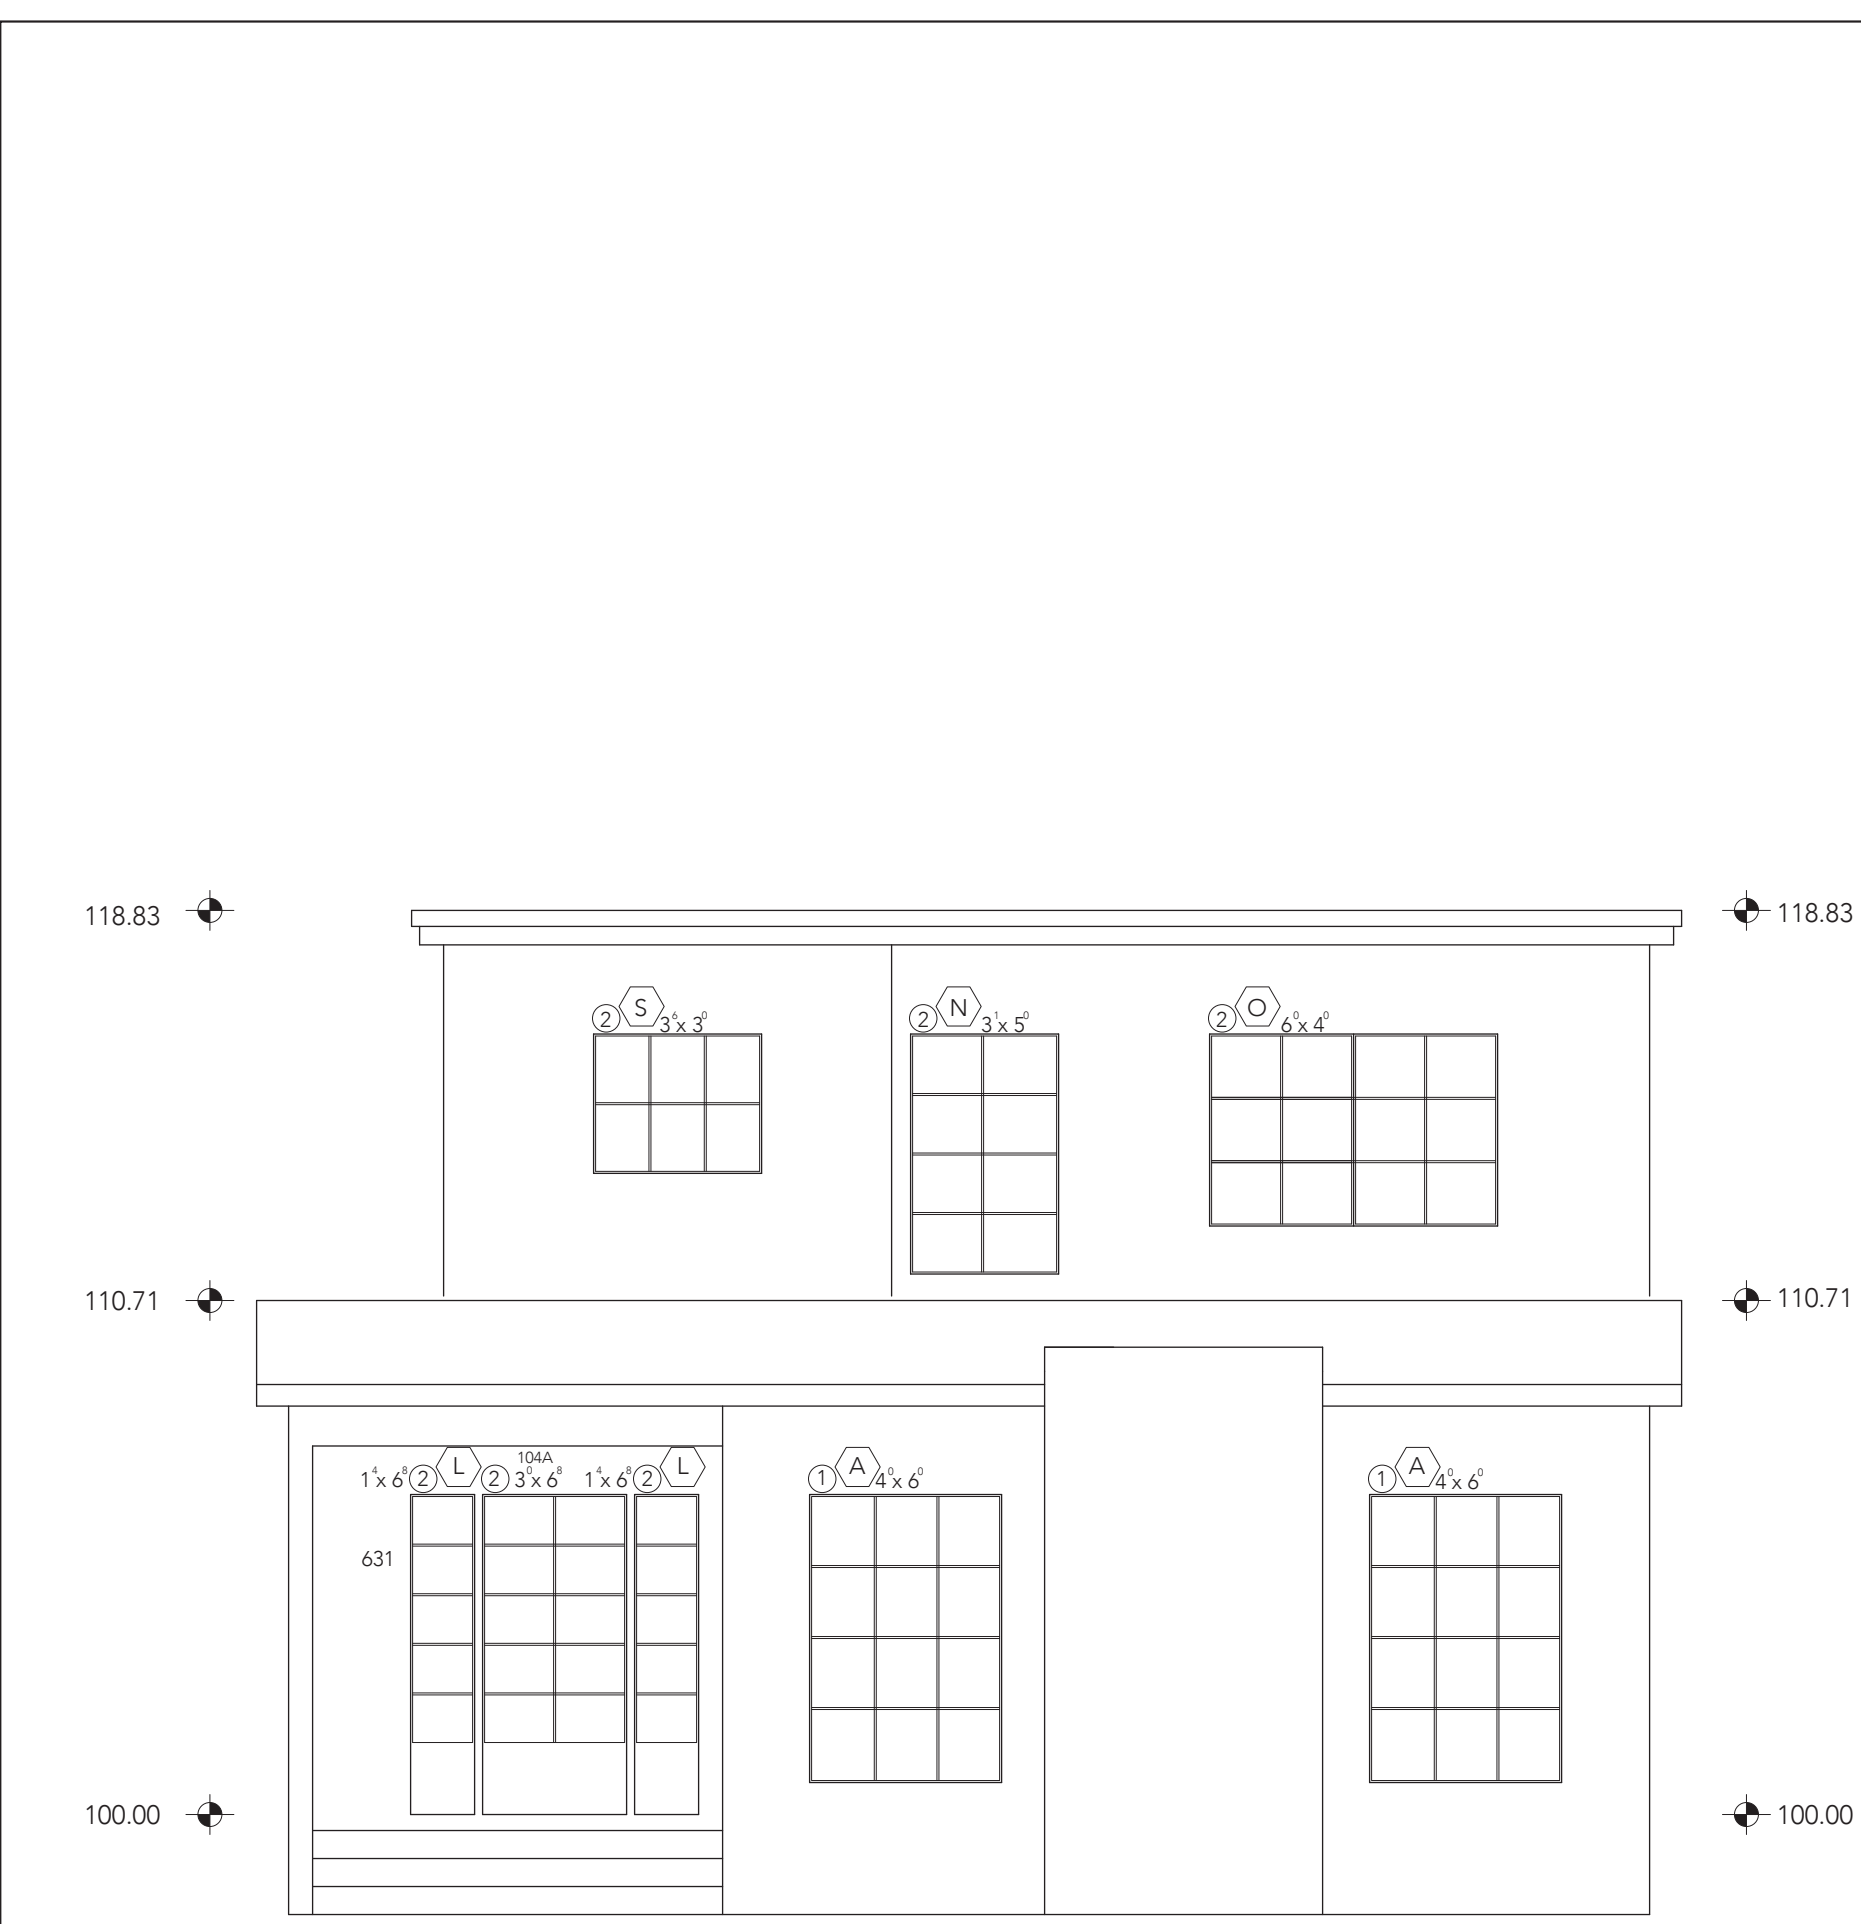 118.83
118.83
2 S 3⁶x 3⁰
2 N 3¹x 5⁰
2 O 6⁰x 4⁰
110.71
110.71
1⁴x 6⁸ 2 L
104A
2 3⁰x 6⁸
1⁴x 6⁸ 2 L
1 A 4⁰x 6⁰
1 A 4⁰x 6⁰
631
100.00
100.00